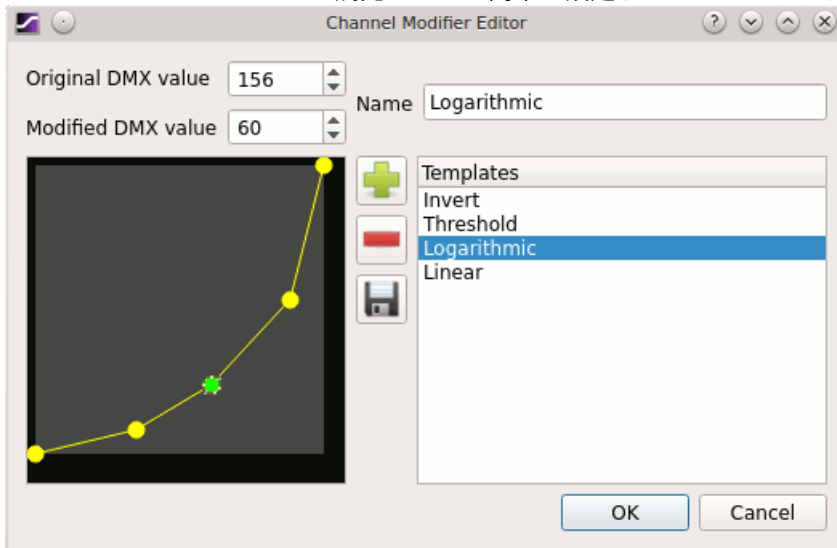 Channel Modifier Editor
Original DMX value 156
Name Logarithmic
Modified DMX value 60
Templates
Invert
Threshold
Logarithmic
Linear
OK Cancel